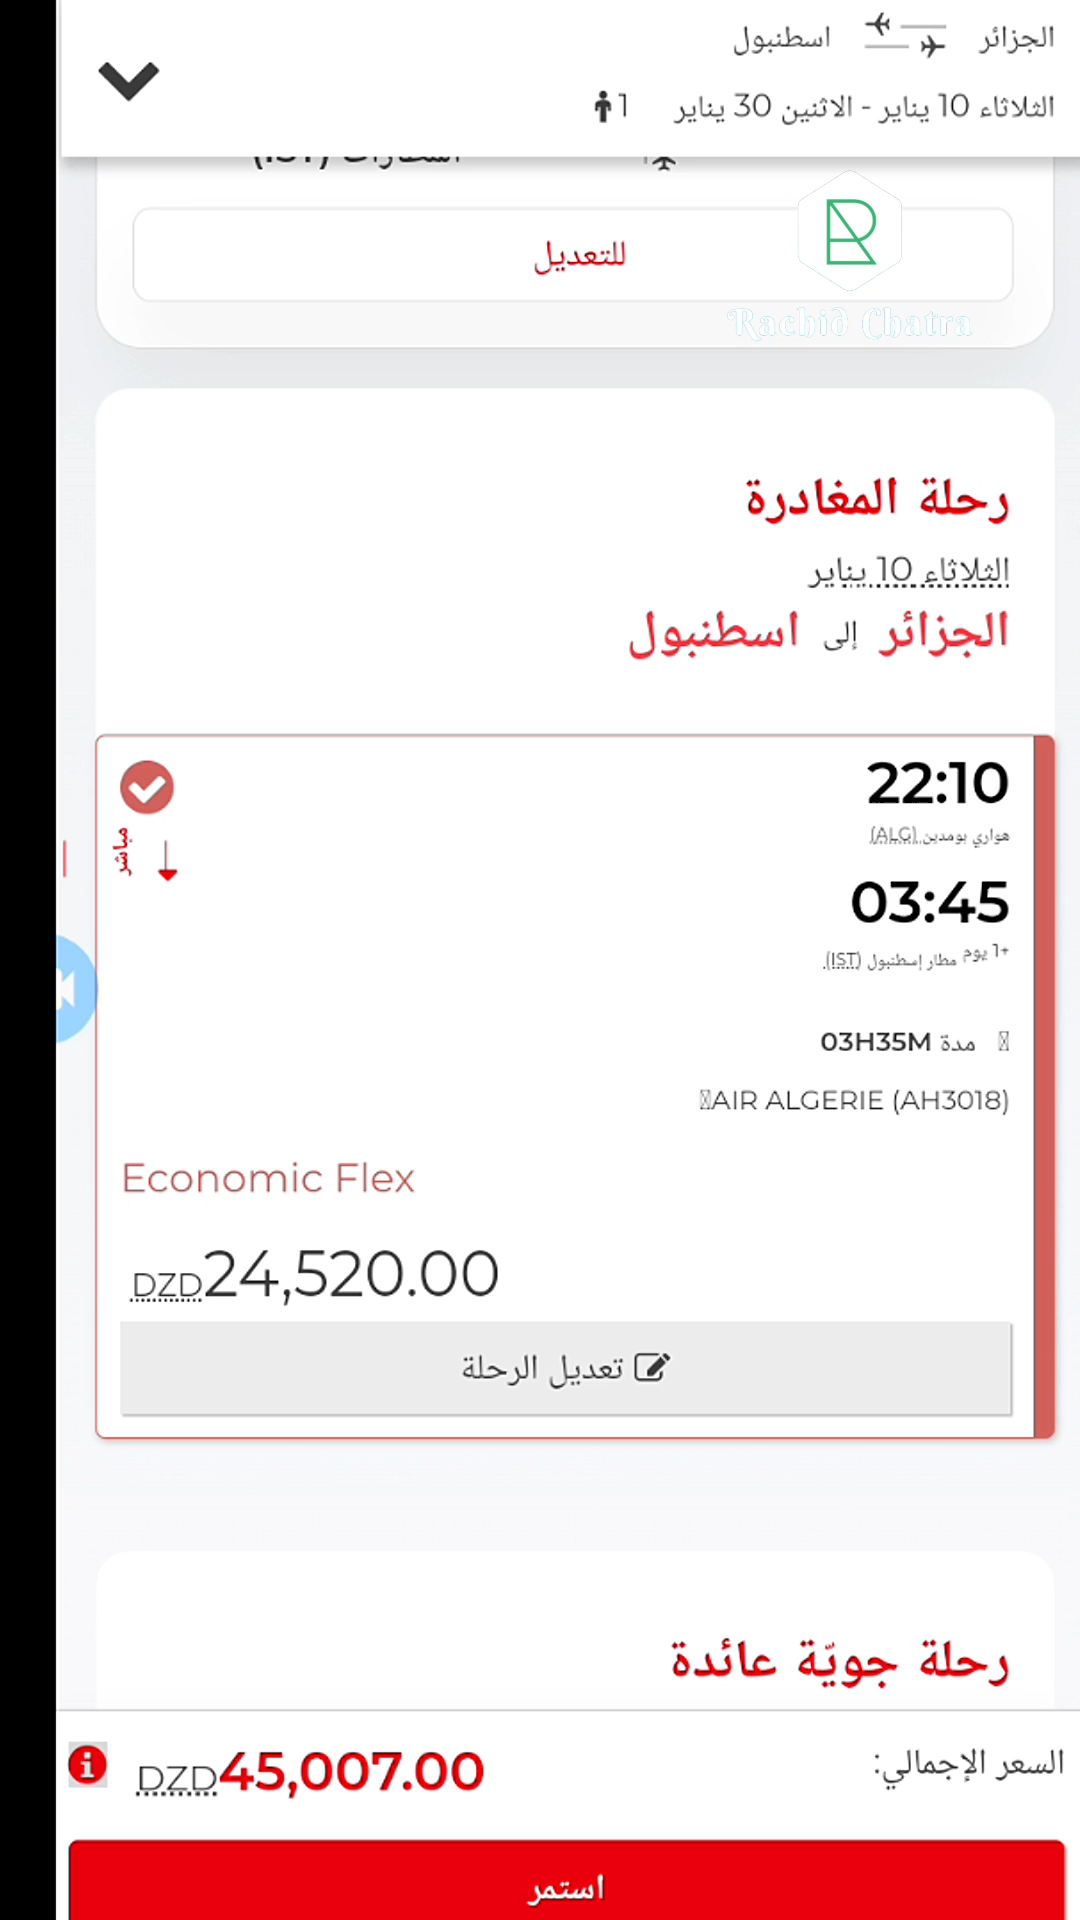 الجزائر اسطنبول
الثلاثاء 10 يناير - الاثنين 30 يناير 1
للتعديل
Rachid Chatra
رحلة المغادرة
الثلاثاء 10 يناير
الجزائر إلى اسطنبول
22:10
هواري بومدين (ALG)
مباشر
03:45
+1 يوم مطار إسطنبول (IST)
مدة 03H35M
AIR ALGERIE (AH3018)
Economic Flex
DZD24,520.00
تعديل الرحلة
رحلة جويّة عائدة
السعر الإجمالي: DZD45,007.00
استمر